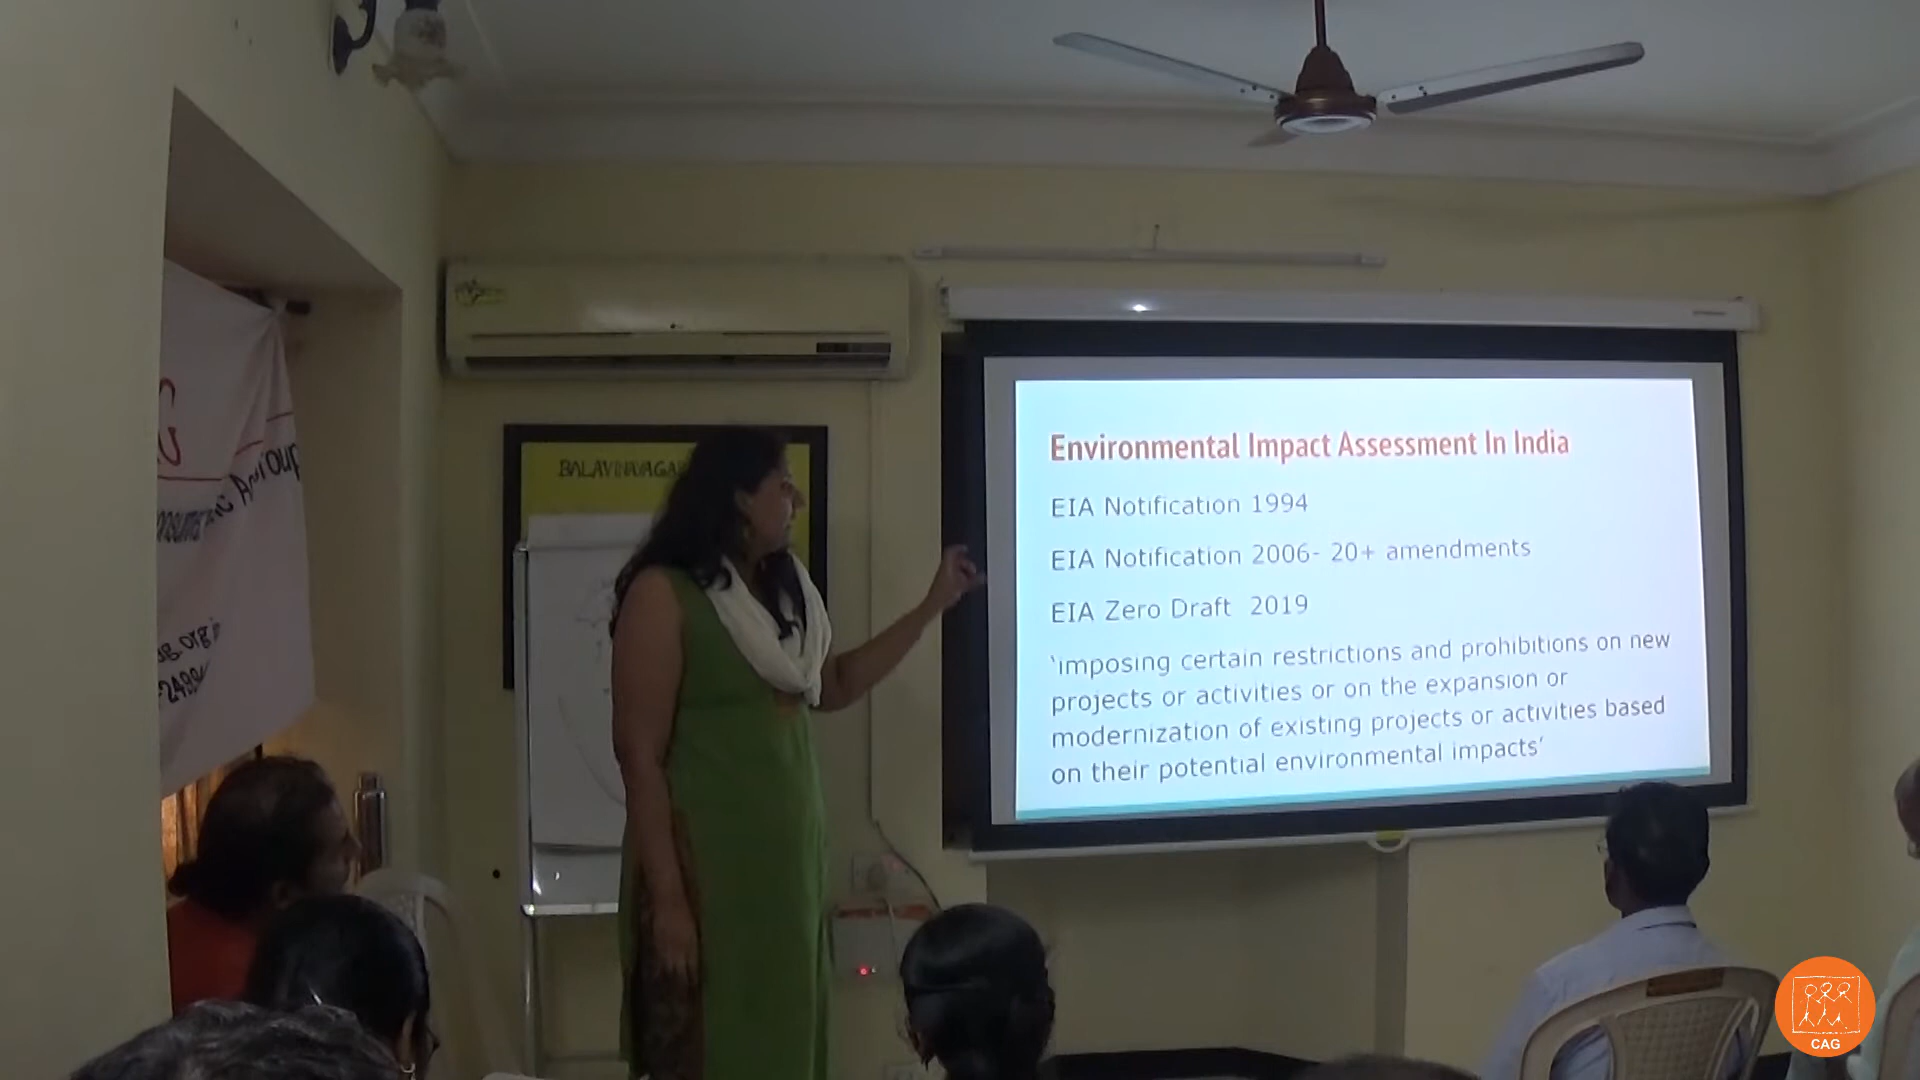 BALAVINAYAGA
Environmental Impact Assessment In India
EIA Notification 1994
EIA Notification 2006- 20+ amendments
EIA Zero Draft 2019
‘imposing certain restrictions and prohibitions on new
projects or activities or on the expansion or
modernization of existing projects or activities based
on their potential environmental impacts’
CAG